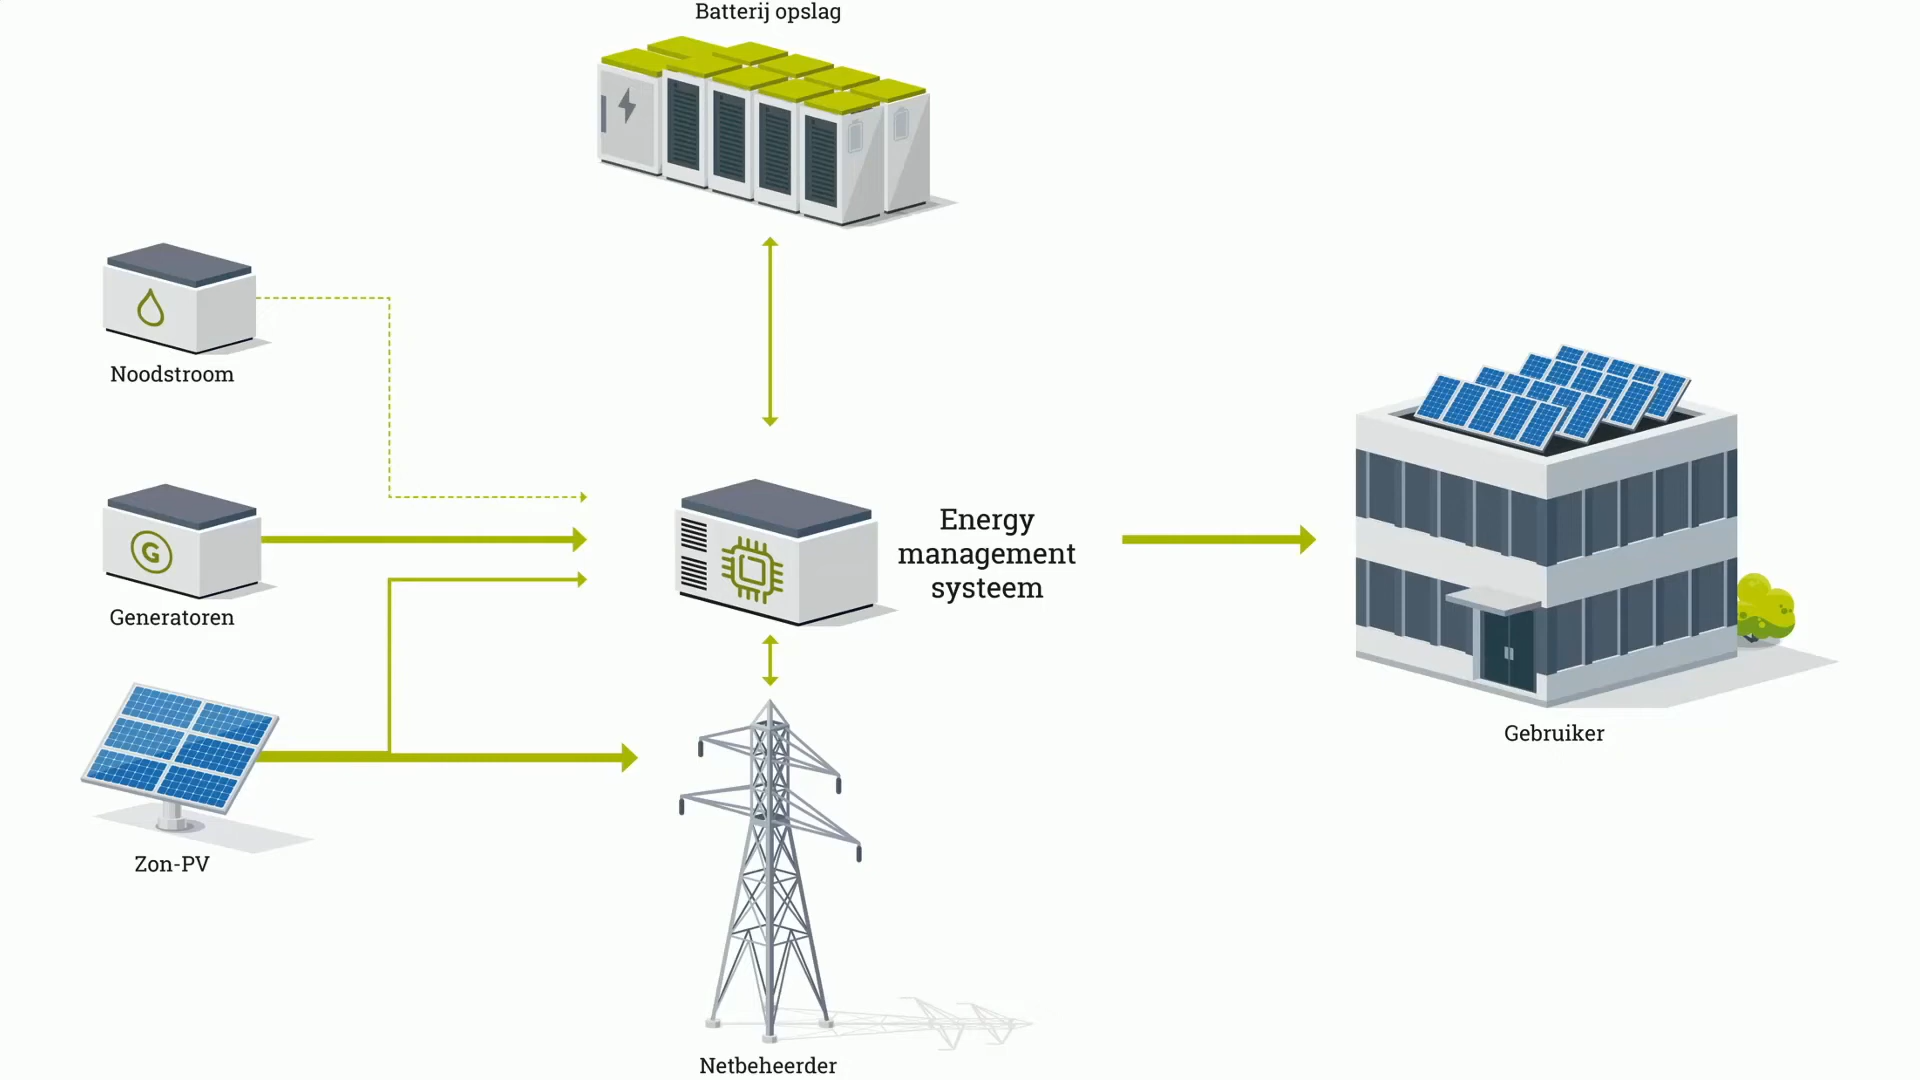 Batterij opslag
Noodstroom
Energy
management
systeem
G
Generatoren
Gebruiker
Zon-PV
Netbeheerder